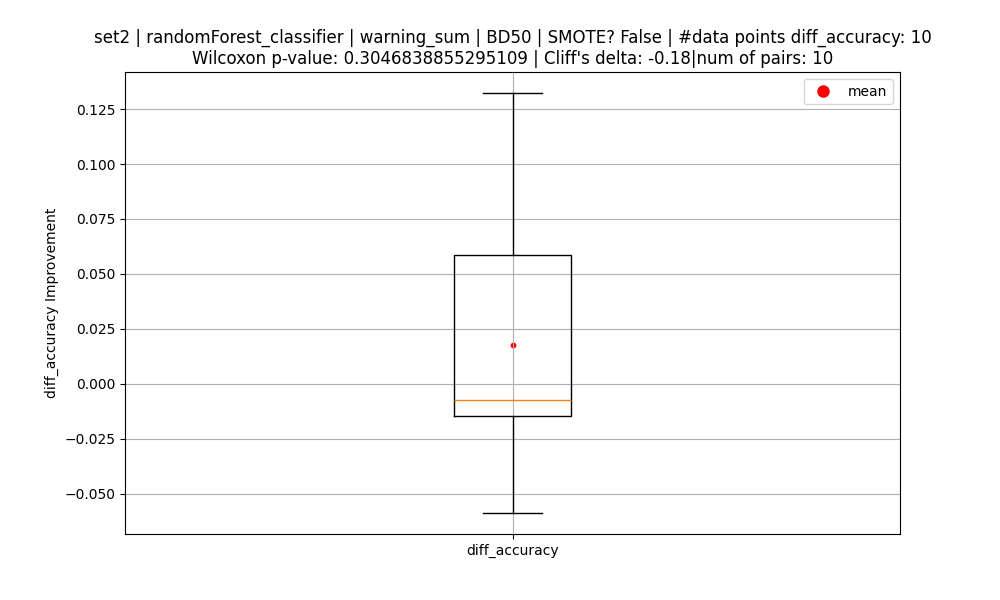 set2 | randomForest_classifier | warning_sum | BD50 | SMOTE? False | #data points diff_accuracy: 10
Wilcoxon p-value: 0.3046838855295109 | Cliff's delta: -0.18|num of pairs: 10
mean
0.125
0.100
0.075
0.050
0.025
0.000
−0.025
−0.050
diff_accuracy Improvement
diff_accuracy